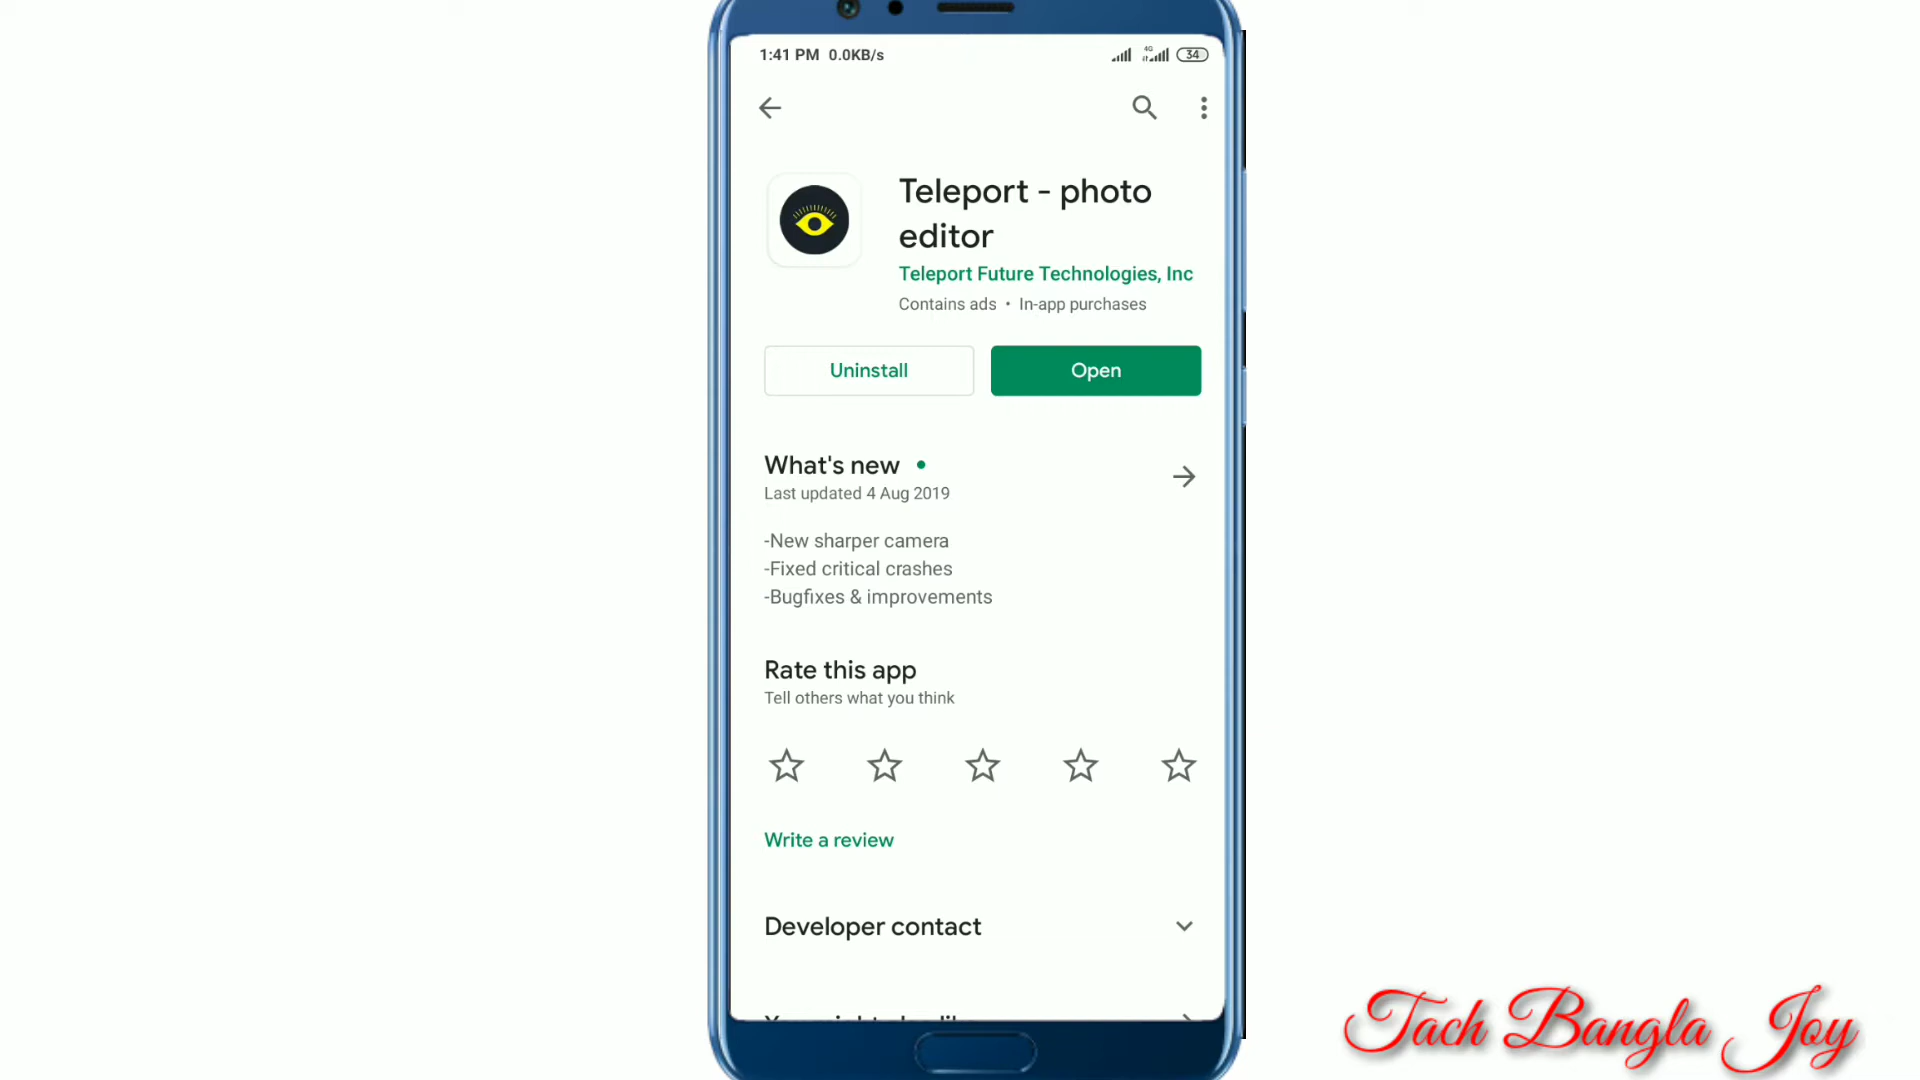 1:41 PM 0.0KB/s
4G
34
Teleport - photo
editor
Teleport Future Technologies, Inc
Contains ads • In-app purchases
Uninstall
Open
What's new
Last updated 4 Aug 2019
-New sharper camera
-Fixed critical crashes
-Bugfixes & improvements
Rate this app
Tell others what you think
Write a review
Developer contact
Tach Bangla Joy